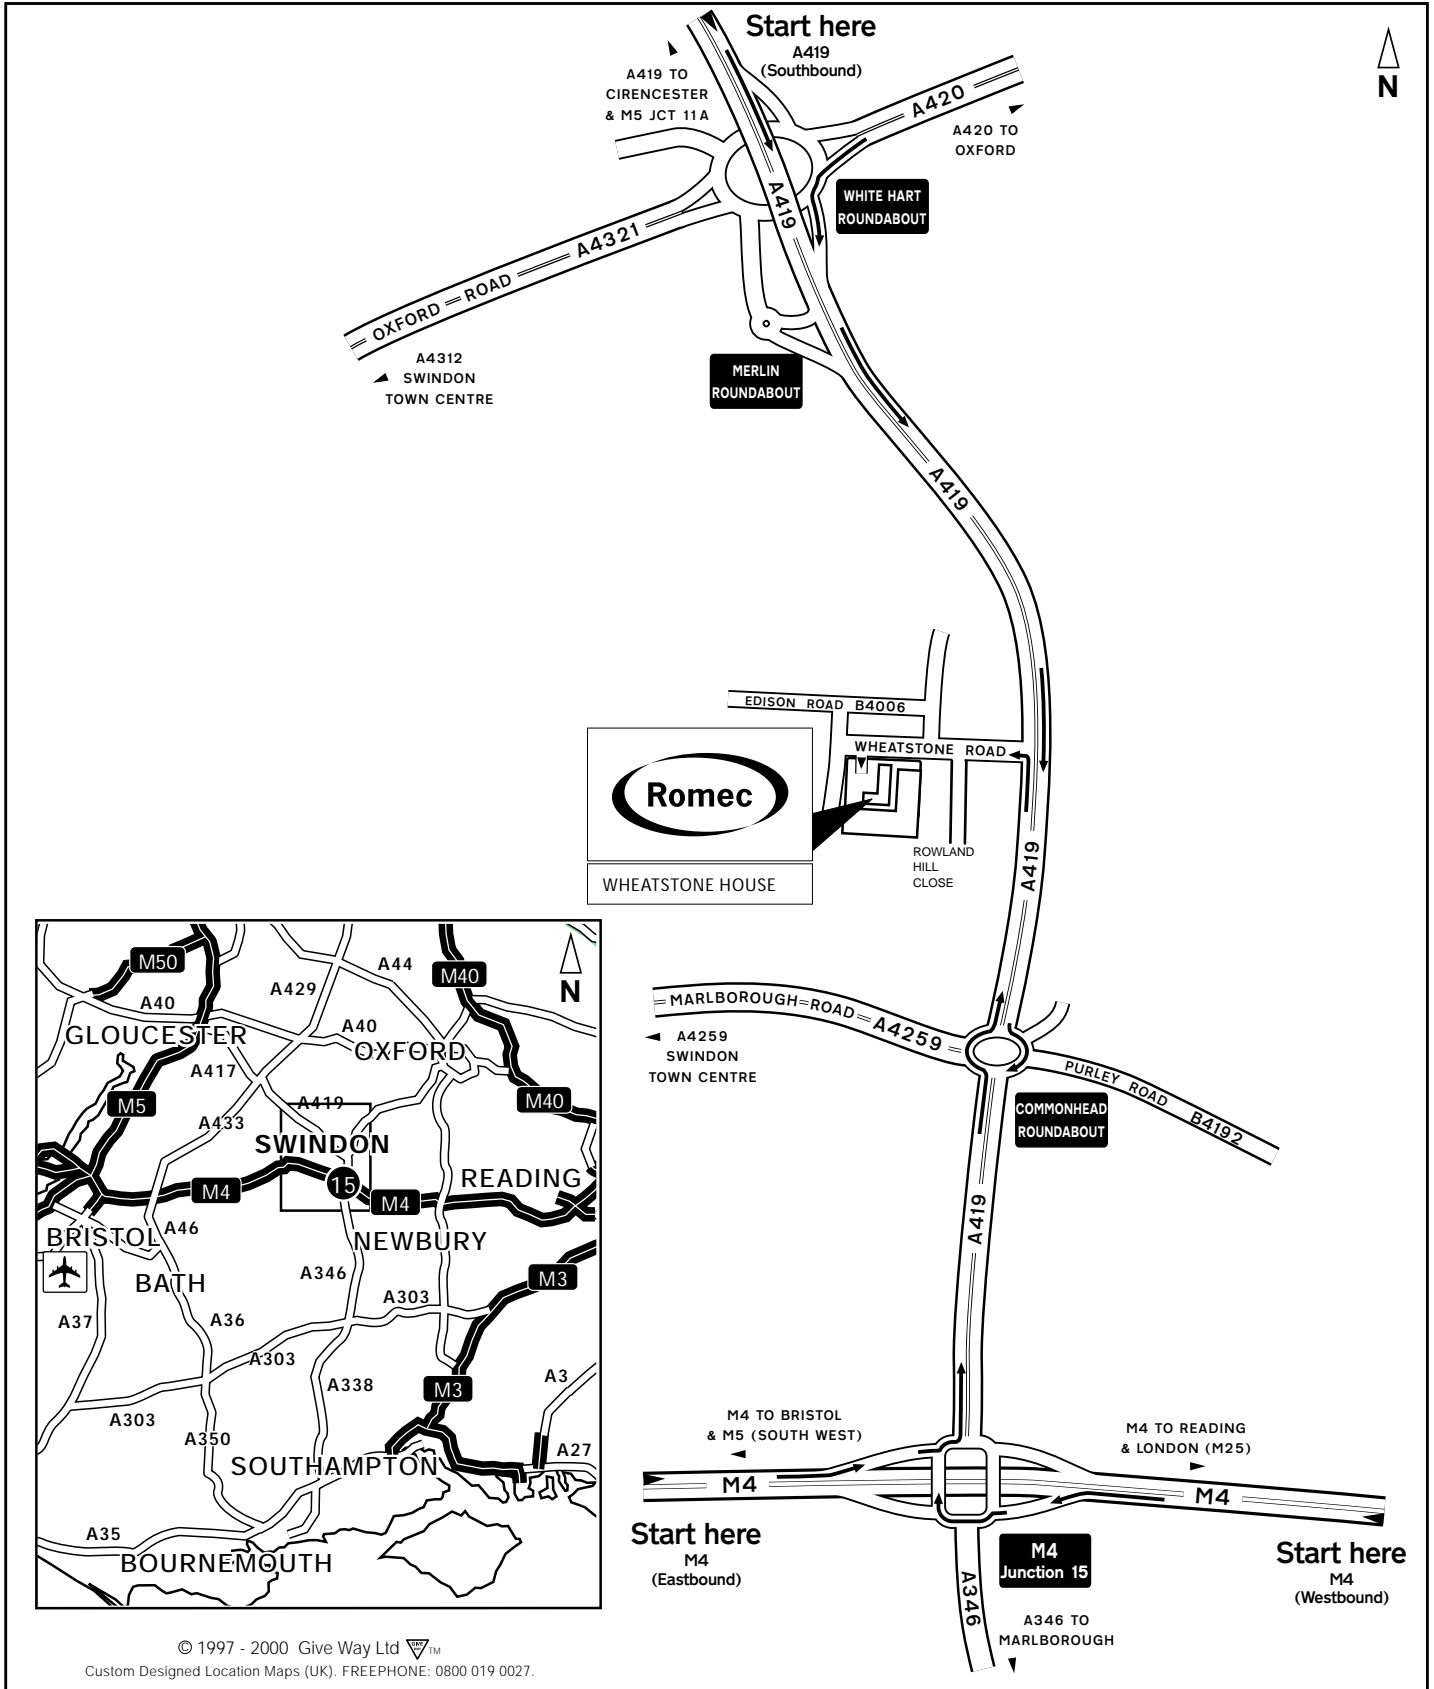 Start here
A419
(Southbound)
N
A419 TO
CIRENCESTER
& M5 JCT 11A
A420
A420 TO
OXFORD
WHITE HART
ROUNDABOUT
A419
OXFORD ROAD A4321
A4312
SWINDON
TOWN CENTRE
MERLIN
ROUNDABOUT
A419
EDISON ROAD B4006
WHEATSTONE ROAD
Romec
WHEATSTONE HOUSE
ROWLAND
HILL
CLOSE
A419
MARLBOROUGH ROAD A4259
A4259
SWINDON
TOWN CENTRE
PURLEY ROAD B4192
COMMONHEAD
ROUNDABOUT
A419
M4 TO BRISTOL
& M5 (SOUTH WEST)
M4 TO READING
& LONDON (M25)
M4
M4
Start here
M4
(Eastbound)
M4
Junction 15
Start here
M4
(Westbound)
A346
A346 TO
MARLBOROUGH
M50
A44
M40
N
A429
A40
A40
GLOUCESTER
OXFORD
A417
M5
A419
M40
A433
SWINDON
15
READING
M4
M4
A46
BRISTOL
NEWBURY
BATH
A346
M3
A303
A37
A36
A303
A338
M3
A3
A303
A350
A27
SOUTHAMPTON
A35
BOURNEMOUTH
© 1997 - 2000 Give Way Ltd GIVE WAY TM
Custom Designed Location Maps (UK). FREEPHONE: 0800 019 0027.